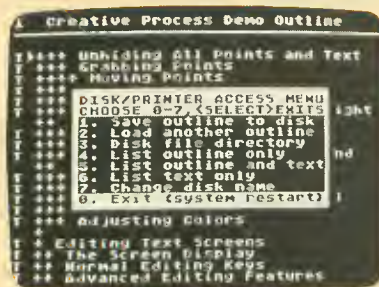 Creative Process Demo Outline
T +++ Unhiding All Points and Text
T +++ Grabbing Points
T ++++ Moving Points
DISK/PRINTER ACCESS MENU
CHOOSE 0-7,<SELECT>EXITS
1. Save outline to disk
2. Load another outline
3. Disk file directory
4. List outline only
5. List outline and text
6. List text only
7. Change disk name
0. Exit (system restart)
ight
nd
T +++ Adjusting Colors
T + Editing Text Screens
T ++ The Screen Display
T ++ Normal Editing Keys
T ++ Advanced Editing Features